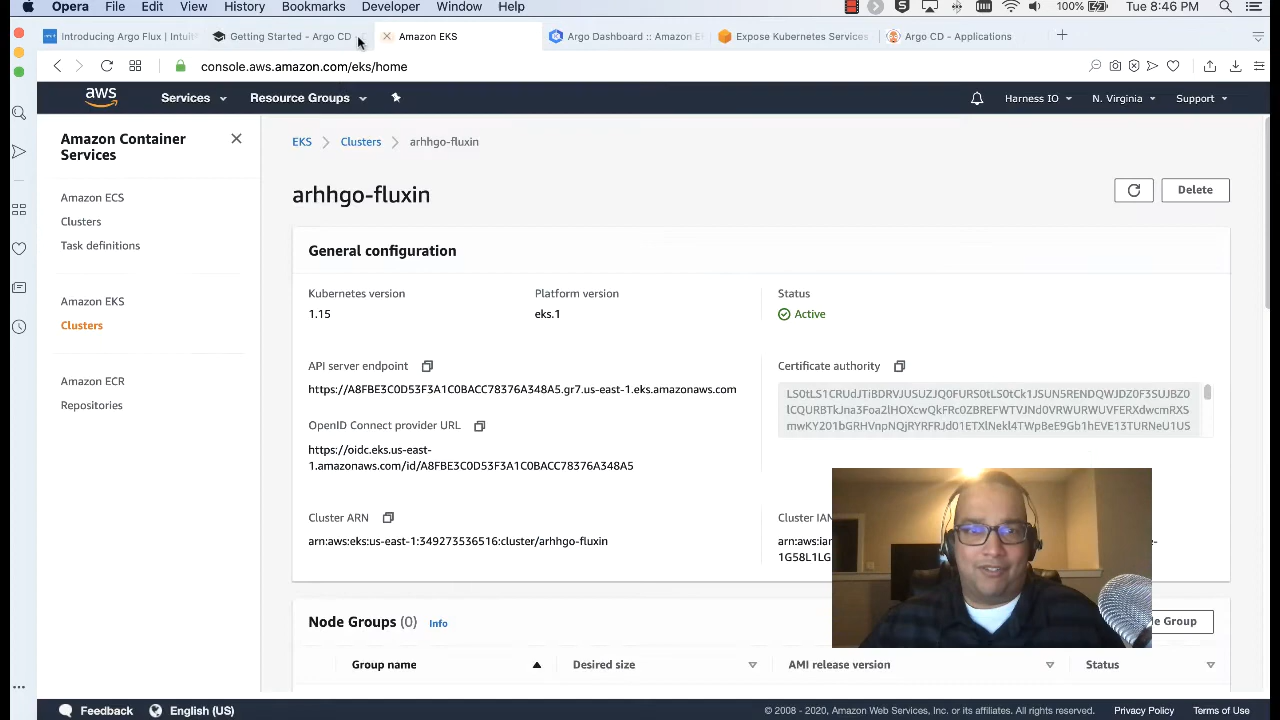 Opera File Edit View History Bookmarks Developer Window Help
100% Tue 8:46 PM
Introducing Argo Flux | Intuit
Getting Started - Argo CD
Amazon EKS
Argo Dashboard :: Amazon E
Expose Kubernetes Services
Argo CD - Applications
console.aws.amazon.com/eks/home
aws
Services
Resource Groups
Harness IO
N. Virginia
Support
Amazon Container
Services
Amazon ECS
Clusters
Task definitions
Amazon EKS
Clusters
Amazon ECR
Repositories
EKS > Clusters > arhhgo-fluxin
arhhgo-fluxin
Delete
General configuration
Kubernetes version
1.15
Platform version
eks.1
Status
Active
API server endpoint
https://A8FBE3C0D53F3A1C0BACC78376A348A5.gr7.us-east-1.eks.amazonaws.com
Certificate authority
OpenID Connect provider URL
https://oidc.eks.us-east-
1.amazonaws.com/id/A8FBE3C0D53F3A1C0BACC78376A348A5
Cluster ARN
arn:aws:eks:us-east-1:349273536516:cluster/arhhgo-fluxin
Cluster IAN
arn:aws:iar
1G58L1LG
Node Groups (0) Info
e Group
Group name
Desired size
AMI release version
Status
Feedback
English (US)
© 2008 - 2020, Amazon Web Services, Inc. or its affiliates. All rights reserved.
Privacy Policy
Terms of Use